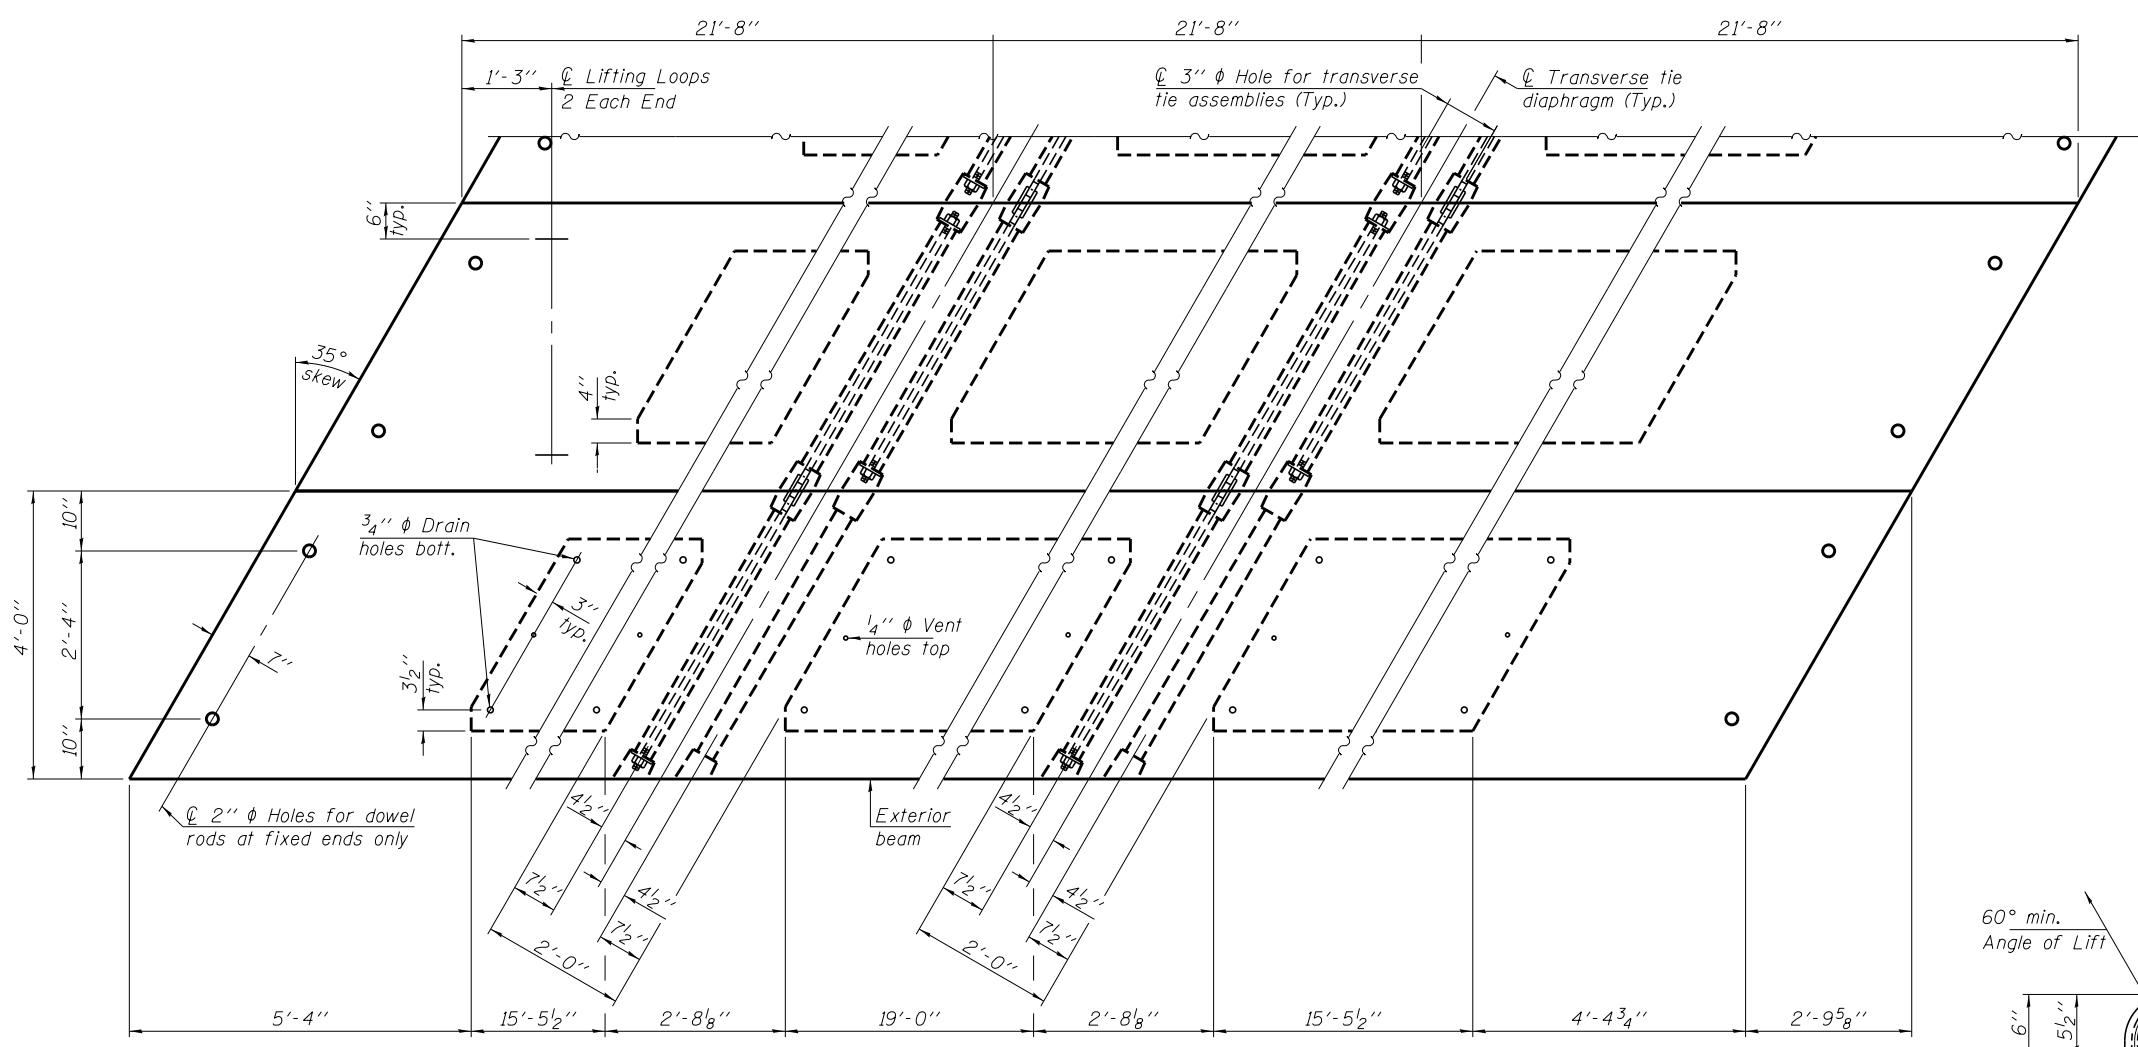 21'-8"
21'-8"
21'-8"
1'-3"
℄ Lifting Loops
2 Each End
℄ 3" ϕ Hole for transverse
tie assemblies (Typ.)
℄ Transverse tie
diaphragm (Typ.)
6"
typ.
35°
skew
4"
typ.
10"
3/4" ϕ Drain
holes bott.
4'-0"
2'-4"
3"
typ.
1/4" ϕ Vent
holes top
7"
3 1/2"
typ.
10"
℄ 2" ϕ Holes for dowel
rods at fixed ends only
Exterior
beam
4 1/2"
4 1/2"
7 1/2"
4 1/2"
7 1/2"
4 1/2"
7 1/2"
7 1/2"
2'-0"
2'-0"
60° min.
Angle of Lift
5'-4"
15'-5 1/2"
2'-8 1/8"
19'-0"
2'-8 1/8"
15'-5 1/2"
4'-4 3/4"
2'-9 5/8"
6"
5 1/2"